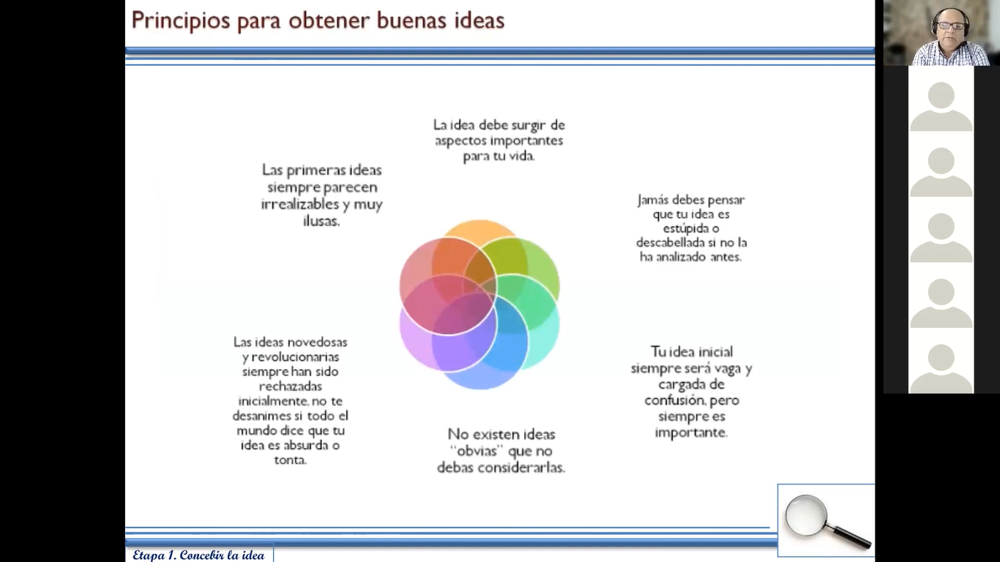 Principios para obtener buenas ideas
La idea debe surgir de
aspectos importantes
para tu vida.
Jamás debes pensar
que tu idea es
estúpida o
descabellada si no la
ha analizado antes.
Tu idea inicial
siempre será vaga y
cargada de
confusión, pero
siempre es
importante.
No existen ideas
“obvias” que no
debas considerarlas.
Las ideas novedosas
y revolucionarias
siempre han sido
rechazadas
inicialmente, no te
desanimes si todo el
mundo dice que tu
idea es absurda o
tonta.
Las primeras ideas
siempre parecen
irrealizables y muy
ilusas.
Etapa 1. Concebir la idea